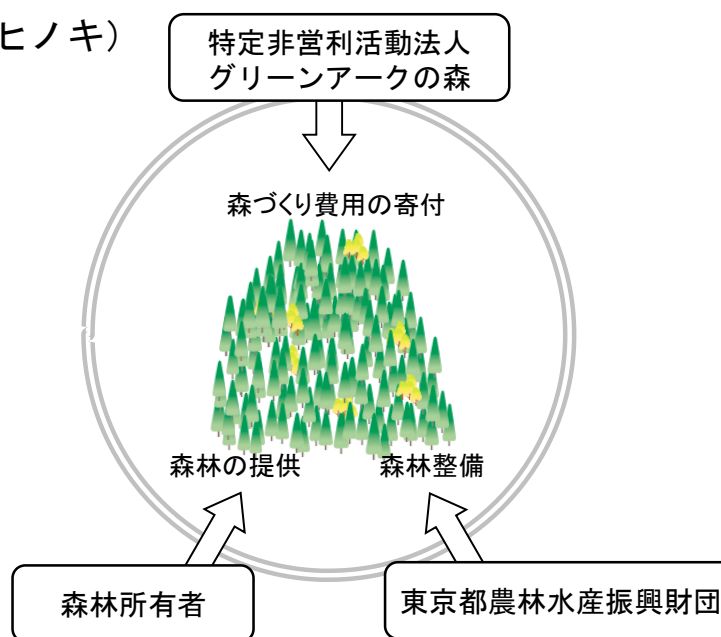 ヒノキ）
特定非営利活動法人
グリーンアークの森
森づくり費用の寄付
森林の提供
森林整備
森林所有者
東京都農林水産振興財団